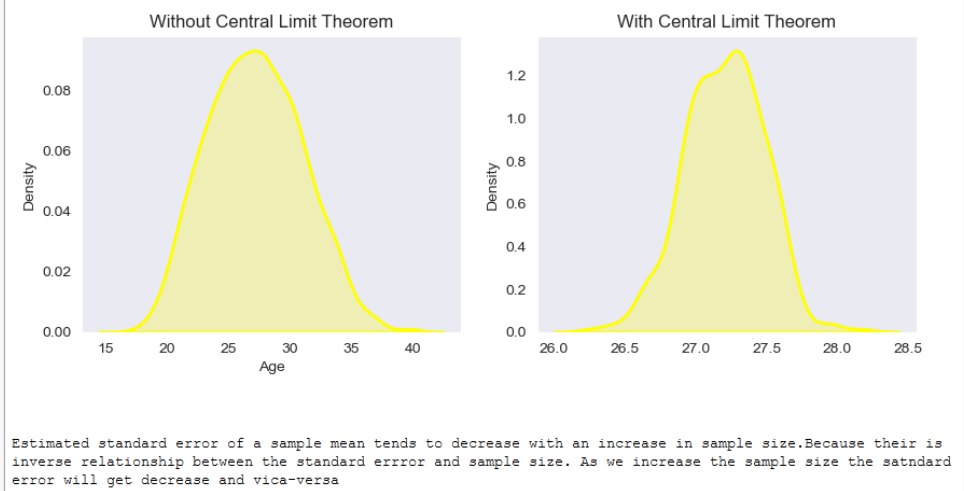 Without Central Limit Theorem
Density
0.08
0.06
0.04
0.02
0.00
15 20 25 30 35 40
Age
With Central Limit Theorem
Density
1.2
1.0
0.8
0.6
0.4
0.2
0.0
26.0 26.5 27.0 27.5 28.0 28.5
Estimated standard error of a sample mean tends to decrease with an increase in sample size.Because their is
inverse relationship between the standard errror and sample size. As we increase the sample size the satndard
error will get decrease and vica-versa